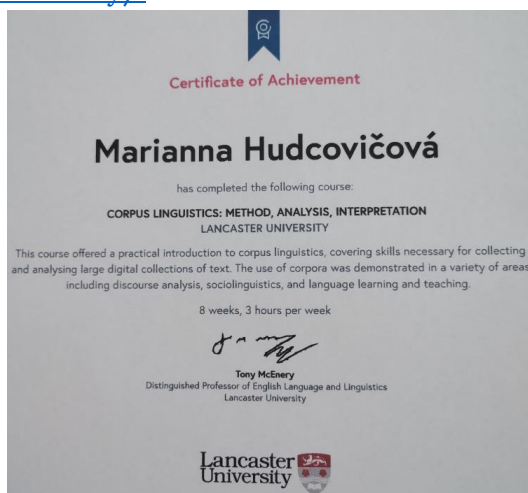 Certificate of Achievement
Marianna Hudcovičová
has completed the following course:
CORPUS LINGUISTICS: METHOD, ANALYSIS, INTERPRETATION
LANCASTER UNIVERSITY
This course offered a practical introduction to corpus linguistics, covering skills necessary for collecting
and analysing large digital collections of text. The use of corpora was demonstrated in a variety of areas
including discourse analysis, sociolinguistics, and language learning and teaching.
8 weeks, 3 hours per week
Tony McEnery
Distinguished Professor of English Language and Linguistics
Lancaster University
Lancaster
University